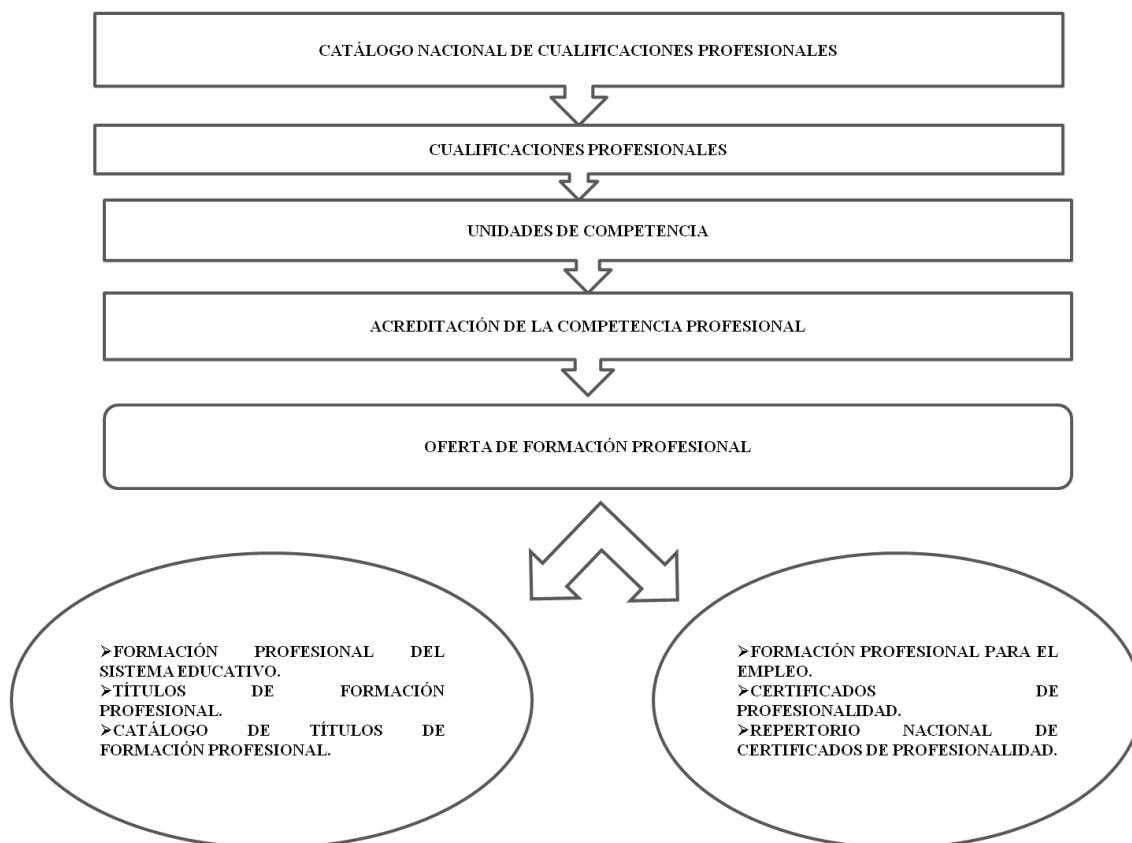 CATÁLOGO NACIONAL DE CUALIFICACIONES PROFESIONALES
CUALIFICACIONES PROFESIONALES
UNIDADES DE COMPETENCIA
ACREDITACIÓN DE LA COMPETENCIA PROFESIONAL
OFERTA DE FORMACIÓN PROFESIONAL
➢FORMACIÓN PROFESIONAL DEL
SISTEMA EDUCATIVO.
➢TÍTULOS DE FORMACIÓN
PROFESIONAL.
➢CATÁLOGO DE TÍTULOS DE
FORMACIÓN PROFESIONAL.
➢FORMACIÓN PROFESIONAL PARA EL
EMPLEO.
➢CERTIFICADOS DE
PROFESIONALIDAD.
➢REPERTORIO NACIONAL DE
CERTIFICADOS DE PROFESIONALIDAD.